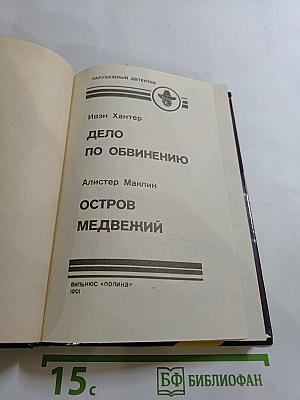 ЗАРУБЕЖНЫЙ ДЕТЕКТИВ
Ивэн Хантер
ДЕЛО
ПО ОБВИНЕНИЮ
Алистер Маклин
ОСТРОВ
МЕДВЕЖИЙ
ВИЛЬНЮС «ПОЛИНА»
1991
15с
БФ БИБЛИОФАН